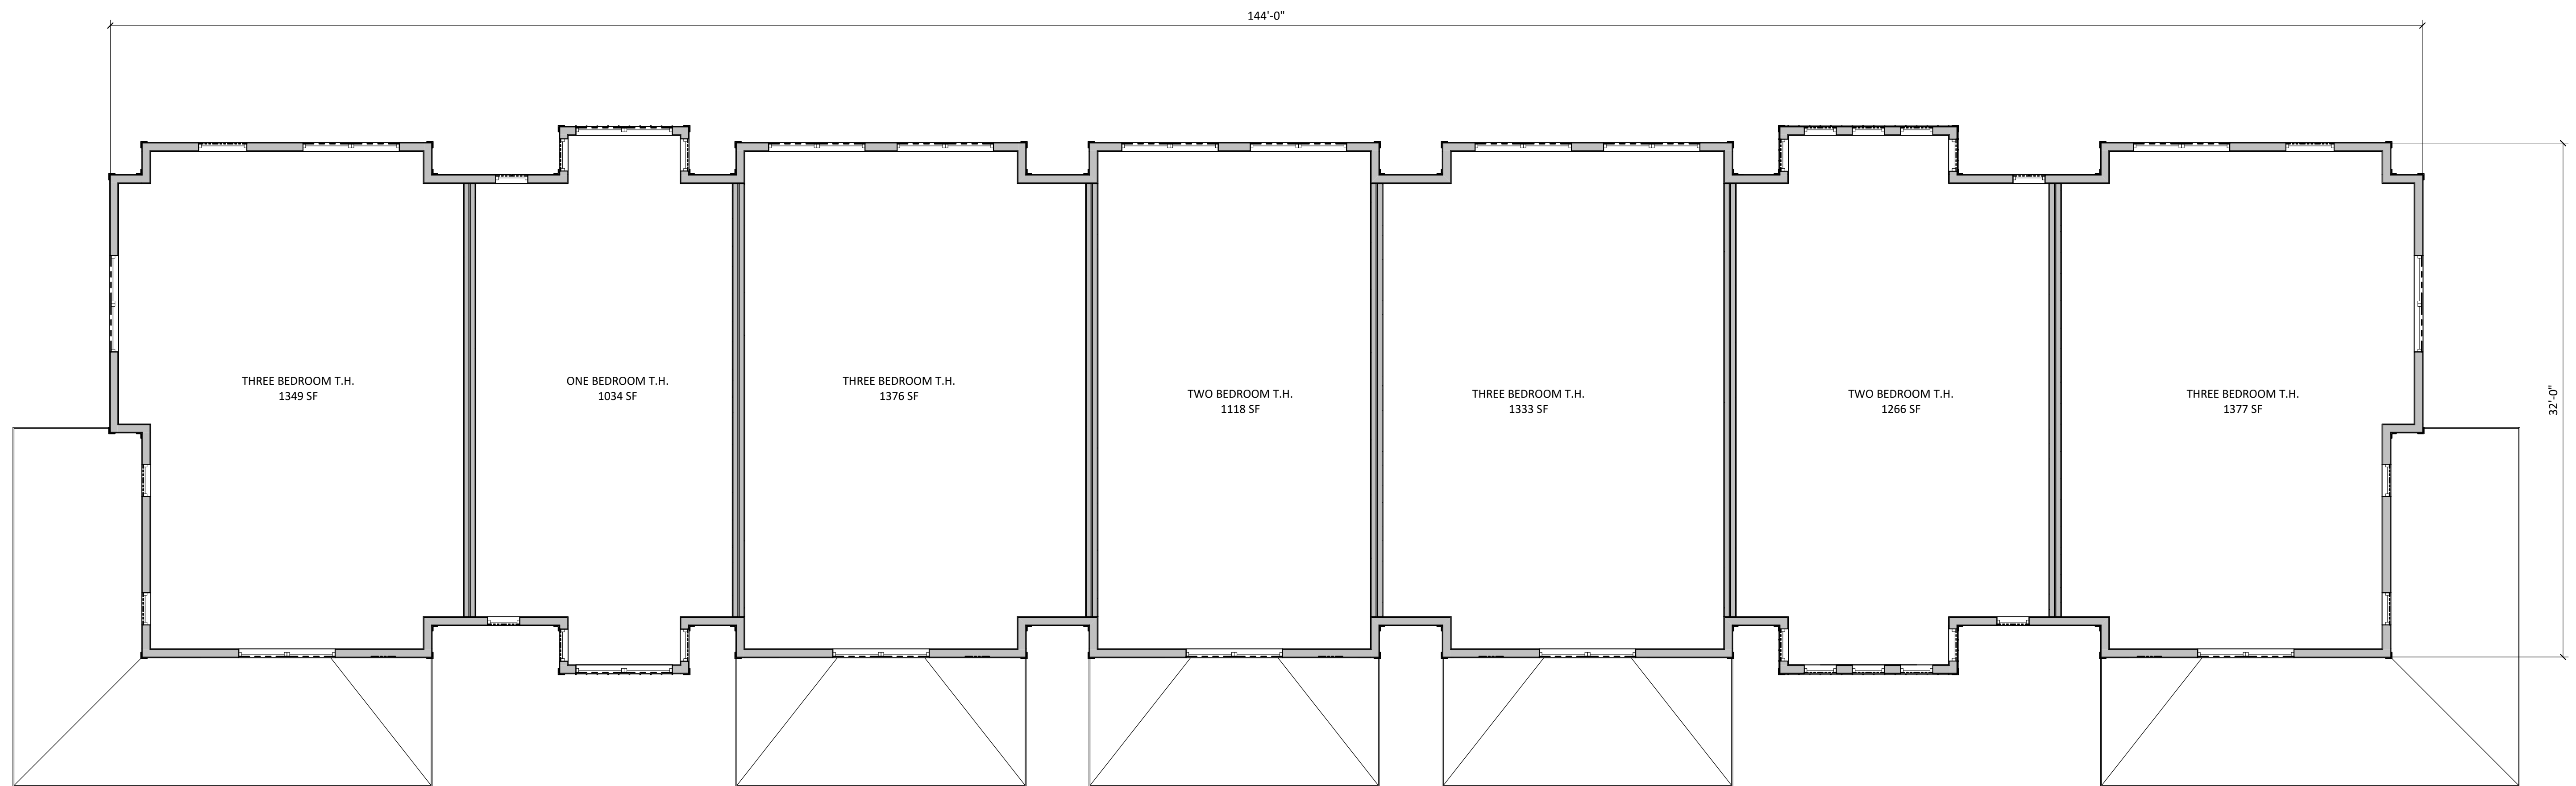 144'-0"
THREE BEDROOM T.H.
1349 SF
ONE BEDROOM T.H.
1034 SF
THREE BEDROOM T.H.
1376 SF
TWO BEDROOM T.H.
1118 SF
THREE BEDROOM T.H.
1333 SF
TWO BEDROOM T.H.
1266 SF
THREE BEDROOM T.H.
1377 SF
32'-0"